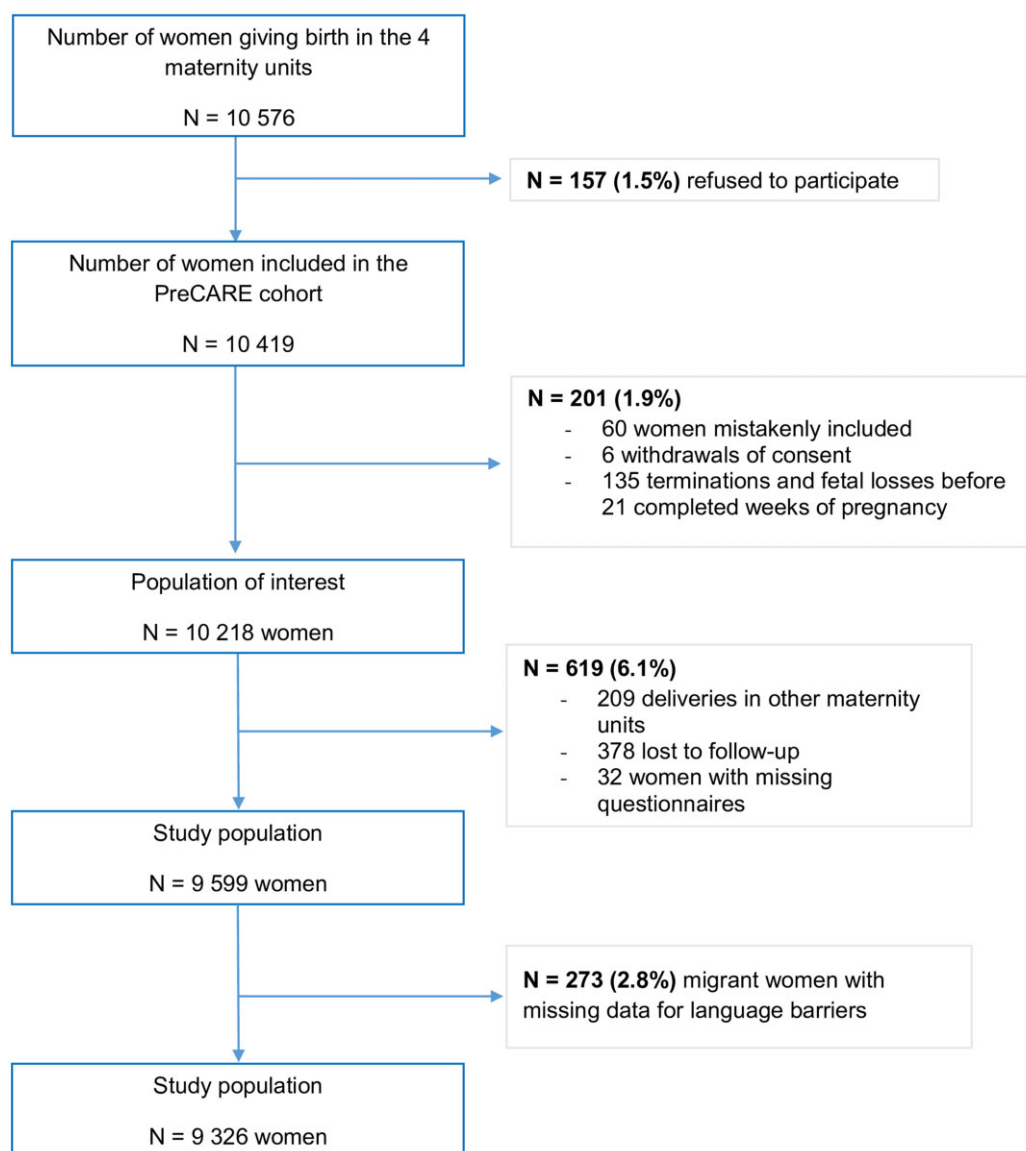 Number of women giving birth in the 4
maternity units
N = 10 576
N = 157 (1.5%) refused to participate
Number of women included in the
PreCARE cohort
N = 10 419
N = 201 (1.9%)
- 60 women mistakenly included
- 6 withdrawals of consent
- 135 terminations and fetal losses before
21 completed weeks of pregnancy
Population of interest
N = 10 218 women
N = 619 (6.1%)
- 209 deliveries in other maternity
units
- 378 lost to follow-up
- 32 women with missing
questionnaires
Study population
N = 9 599 women
N = 273 (2.8%) migrant women with
missing data for language barriers
Study population
N = 9 326 women